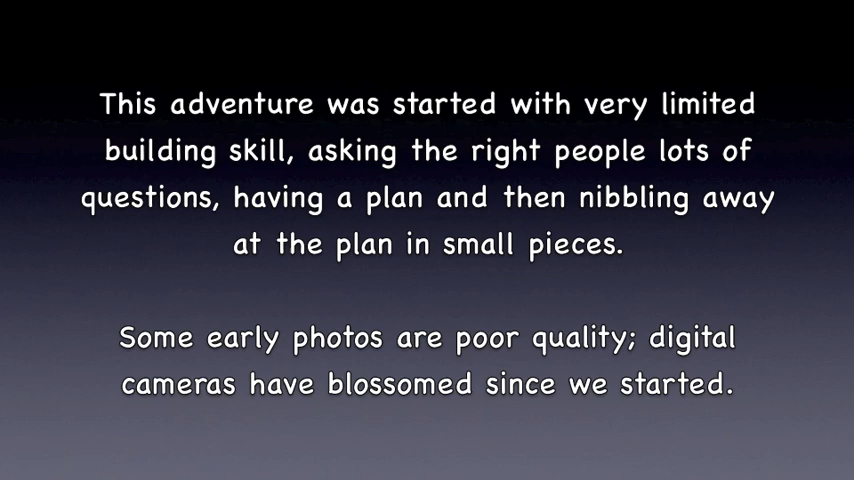 This adventure was started with very limited
building skill, asking the right people lots of
questions, having a plan and then nibbling away
at the plan in small pieces.
Some early photos are poor quality; digital
cameras have blossomed since we started.